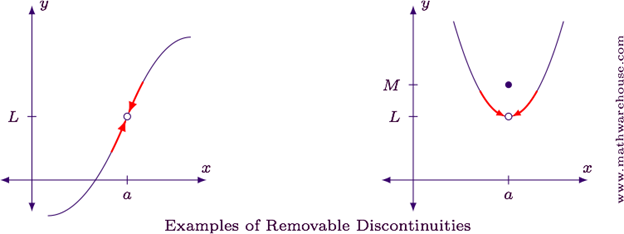 y
L
x
a
y
M
L
x
a
www.mathwarehouse.com
Examples of Removable Discontinuities